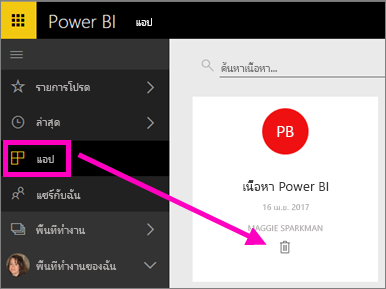 Power BI แอป
รายการโปรด
ล่าสุด
แอป
แชร์กับฉัน
พื้นที่ทำงาน
พื้นที่ทำงานของฉัน
ค้นหาเนื้อหา...
PB
เนื้อหา Power BI
16 เม.ย. 2017
MAGGIE SPARKMAN